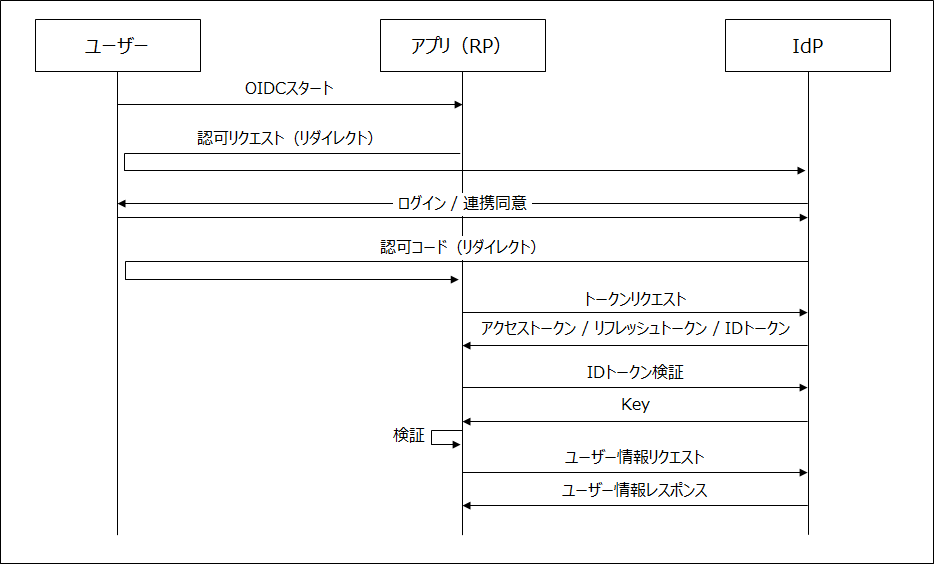 ユーザー
アプリ（RP）
IdP
OIDCスタート
認可リクエスト（リダイレクト）
ログイン / 連携同意
認可コード（リダイレクト）
トークンリクエスト
アクセストークン / リフレッシュトークン / IDトークン
IDトークン検証
Key
検証
ユーザー情報リクエスト
ユーザー情報レスポンス